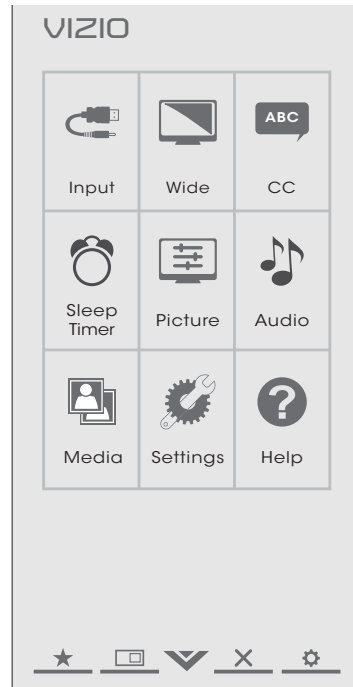 VIZIO
ABC
Input
Wide
CC
Sleep
Timer
Picture
Audio
?
Media
Settings
Help